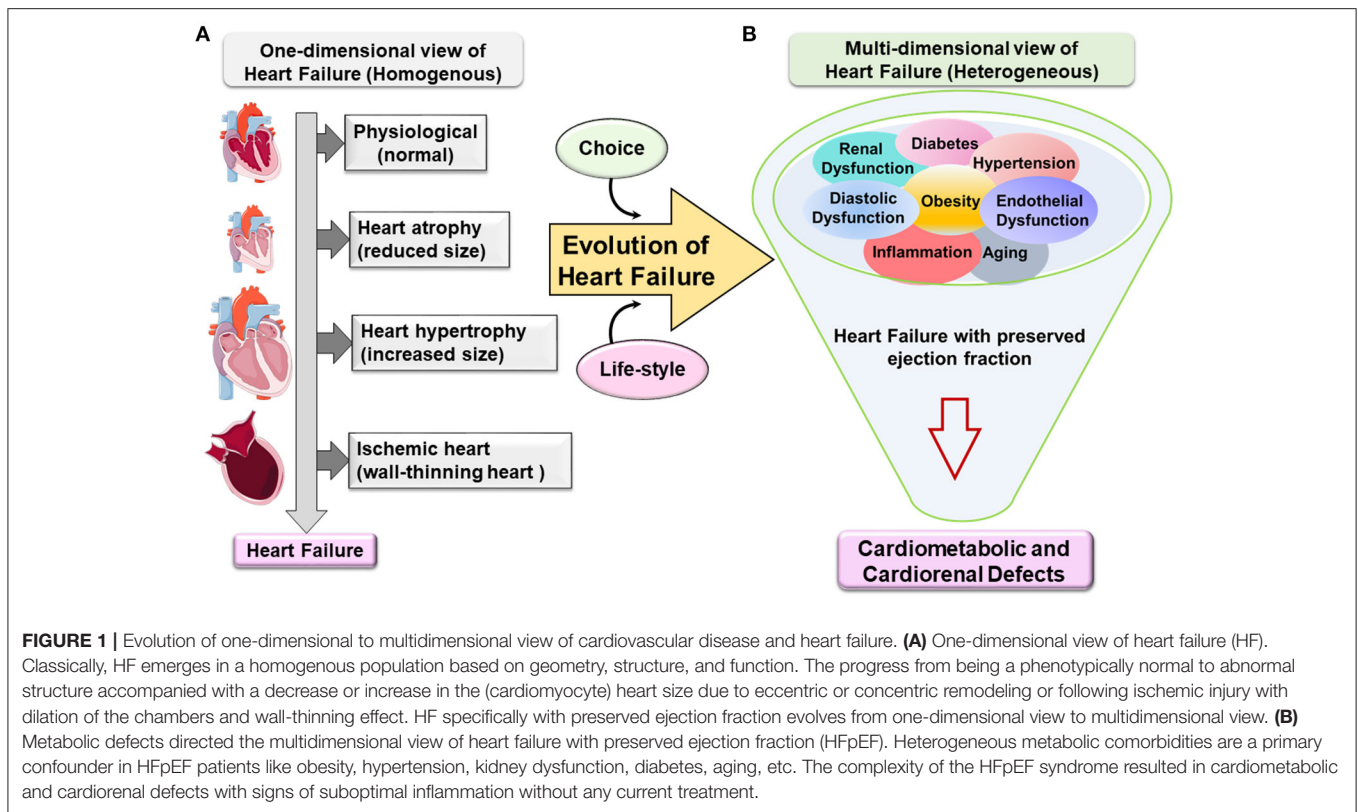 A
One-dimensional view of
Heart Failure (Homogenous)
Physiological
(normal)
Heart atrophy
(reduced size)
Heart hypertrophy
(increased size)
Ischemic heart
(wall-thinning heart )
Heart Failure
Choice
Evolution of
Heart Failure
Life-style
B
Multi-dimensional view of
Heart Failure (Heterogeneous)
Renal
Dysfunction
Diabetes
Hypertension
Diastolic
Dysfunction
Obesity
Endothelial
Dysfunction
Inflammation
Aging
Heart Failure with preserved
ejection fraction
Cardiometabolic and
Cardiorenal Defects
FIGURE 1 | Evolution of one-dimensional to multidimensional view of cardiovascular disease and heart failure. (A) One-dimensional view of heart failure (HF).
Classically, HF emerges in a homogenous population based on geometry, structure, and function. The progress from being a phenotypically normal to abnormal
structure accompanied with a decrease or increase in the (cardiomyocyte) heart size due to eccentric or concentric remodeling or following ischemic injury with
dilation of the chambers and wall-thinning effect. HF specifically with preserved ejection fraction evolves from one-dimensional view to multidimensional view. (B)
Metabolic defects directed the multidimensional view of heart failure with preserved ejection fraction (HFpEF). Heterogeneous metabolic comorbidities are a primary
confounder in HFpEF patients like obesity, hypertension, kidney dysfunction, diabetes, aging, etc. The complexity of the HFpEF syndrome resulted in cardiometabolic
and cardiorenal defects with signs of suboptimal inflammation without any current treatment.